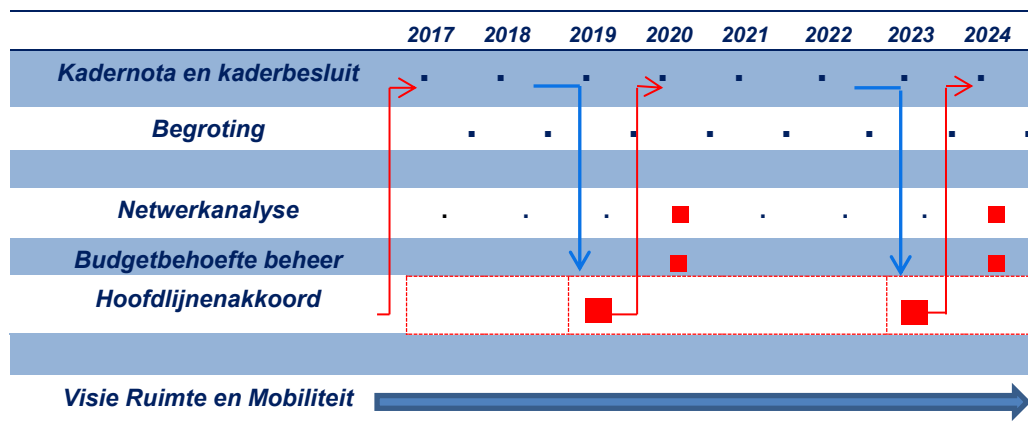 2017 2018 2019 2020 2021 2022 2023 2024
Kadernota en kaderbesluit
Begroting
Netwerkanalyse
Budgetbehoefte beheer
Hoofdlijnenakkoord
Visie Ruimte en Mobiliteit